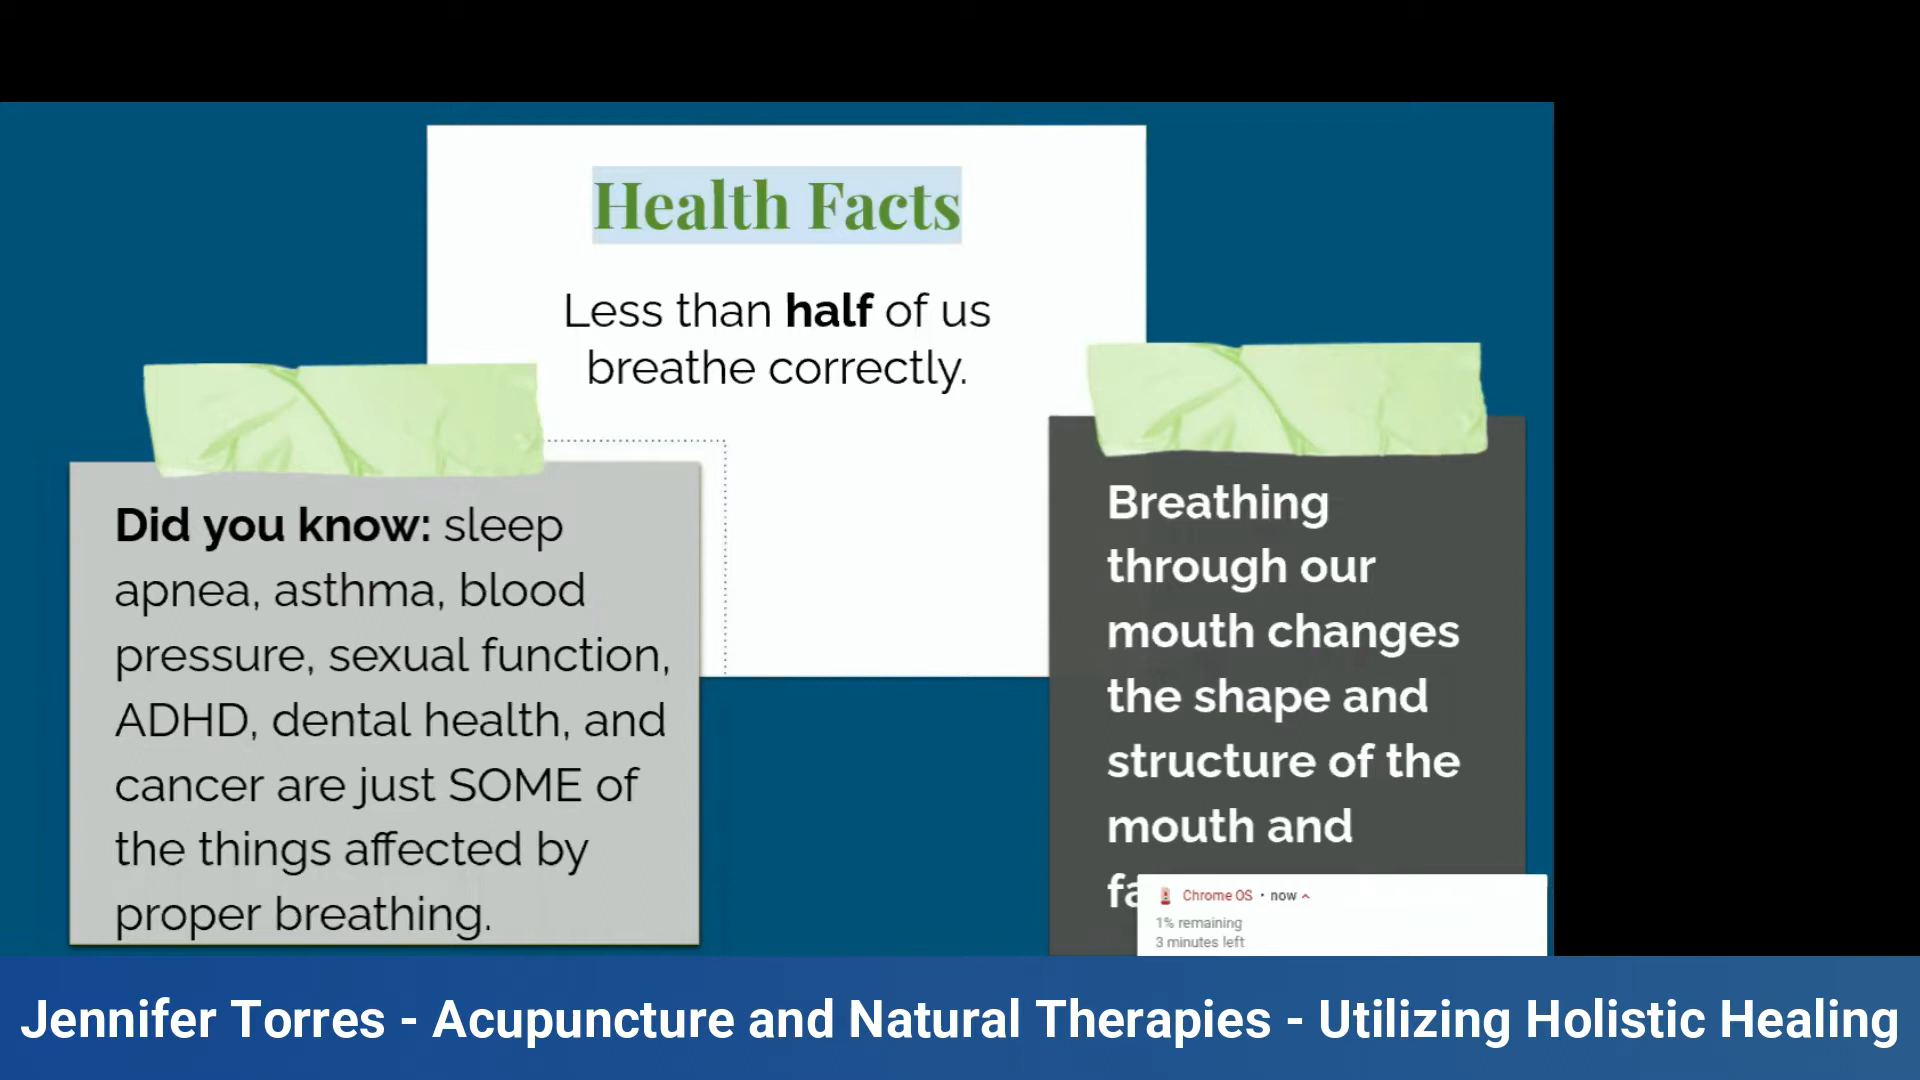 Health Facts
Less than half of us
breathe correctly.
Did you know: sleep
apnea, asthma, blood
pressure, sexual function,
ADHD, dental health, and
cancer are just SOME of
the things affected by
proper breathing.
Breathing
through our
mouth changes
the shape and
structure of the
mouth and
Chrome OS • now
1% remaining
3 minutes left
Jennifer Torres - Acupuncture and Natural Therapies - Utilizing Holistic Healing